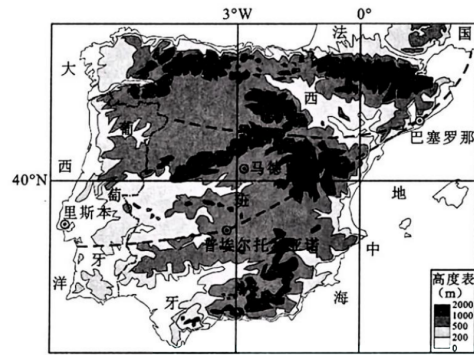 3°W
0°
法
国
大
西
洋
葡
萄
牙
西
班
牙
巴塞罗那
马德
40°N
里斯本
普埃尔托
亚诺
地
中
海
高度表
(m)
2000
1000
500
200
0